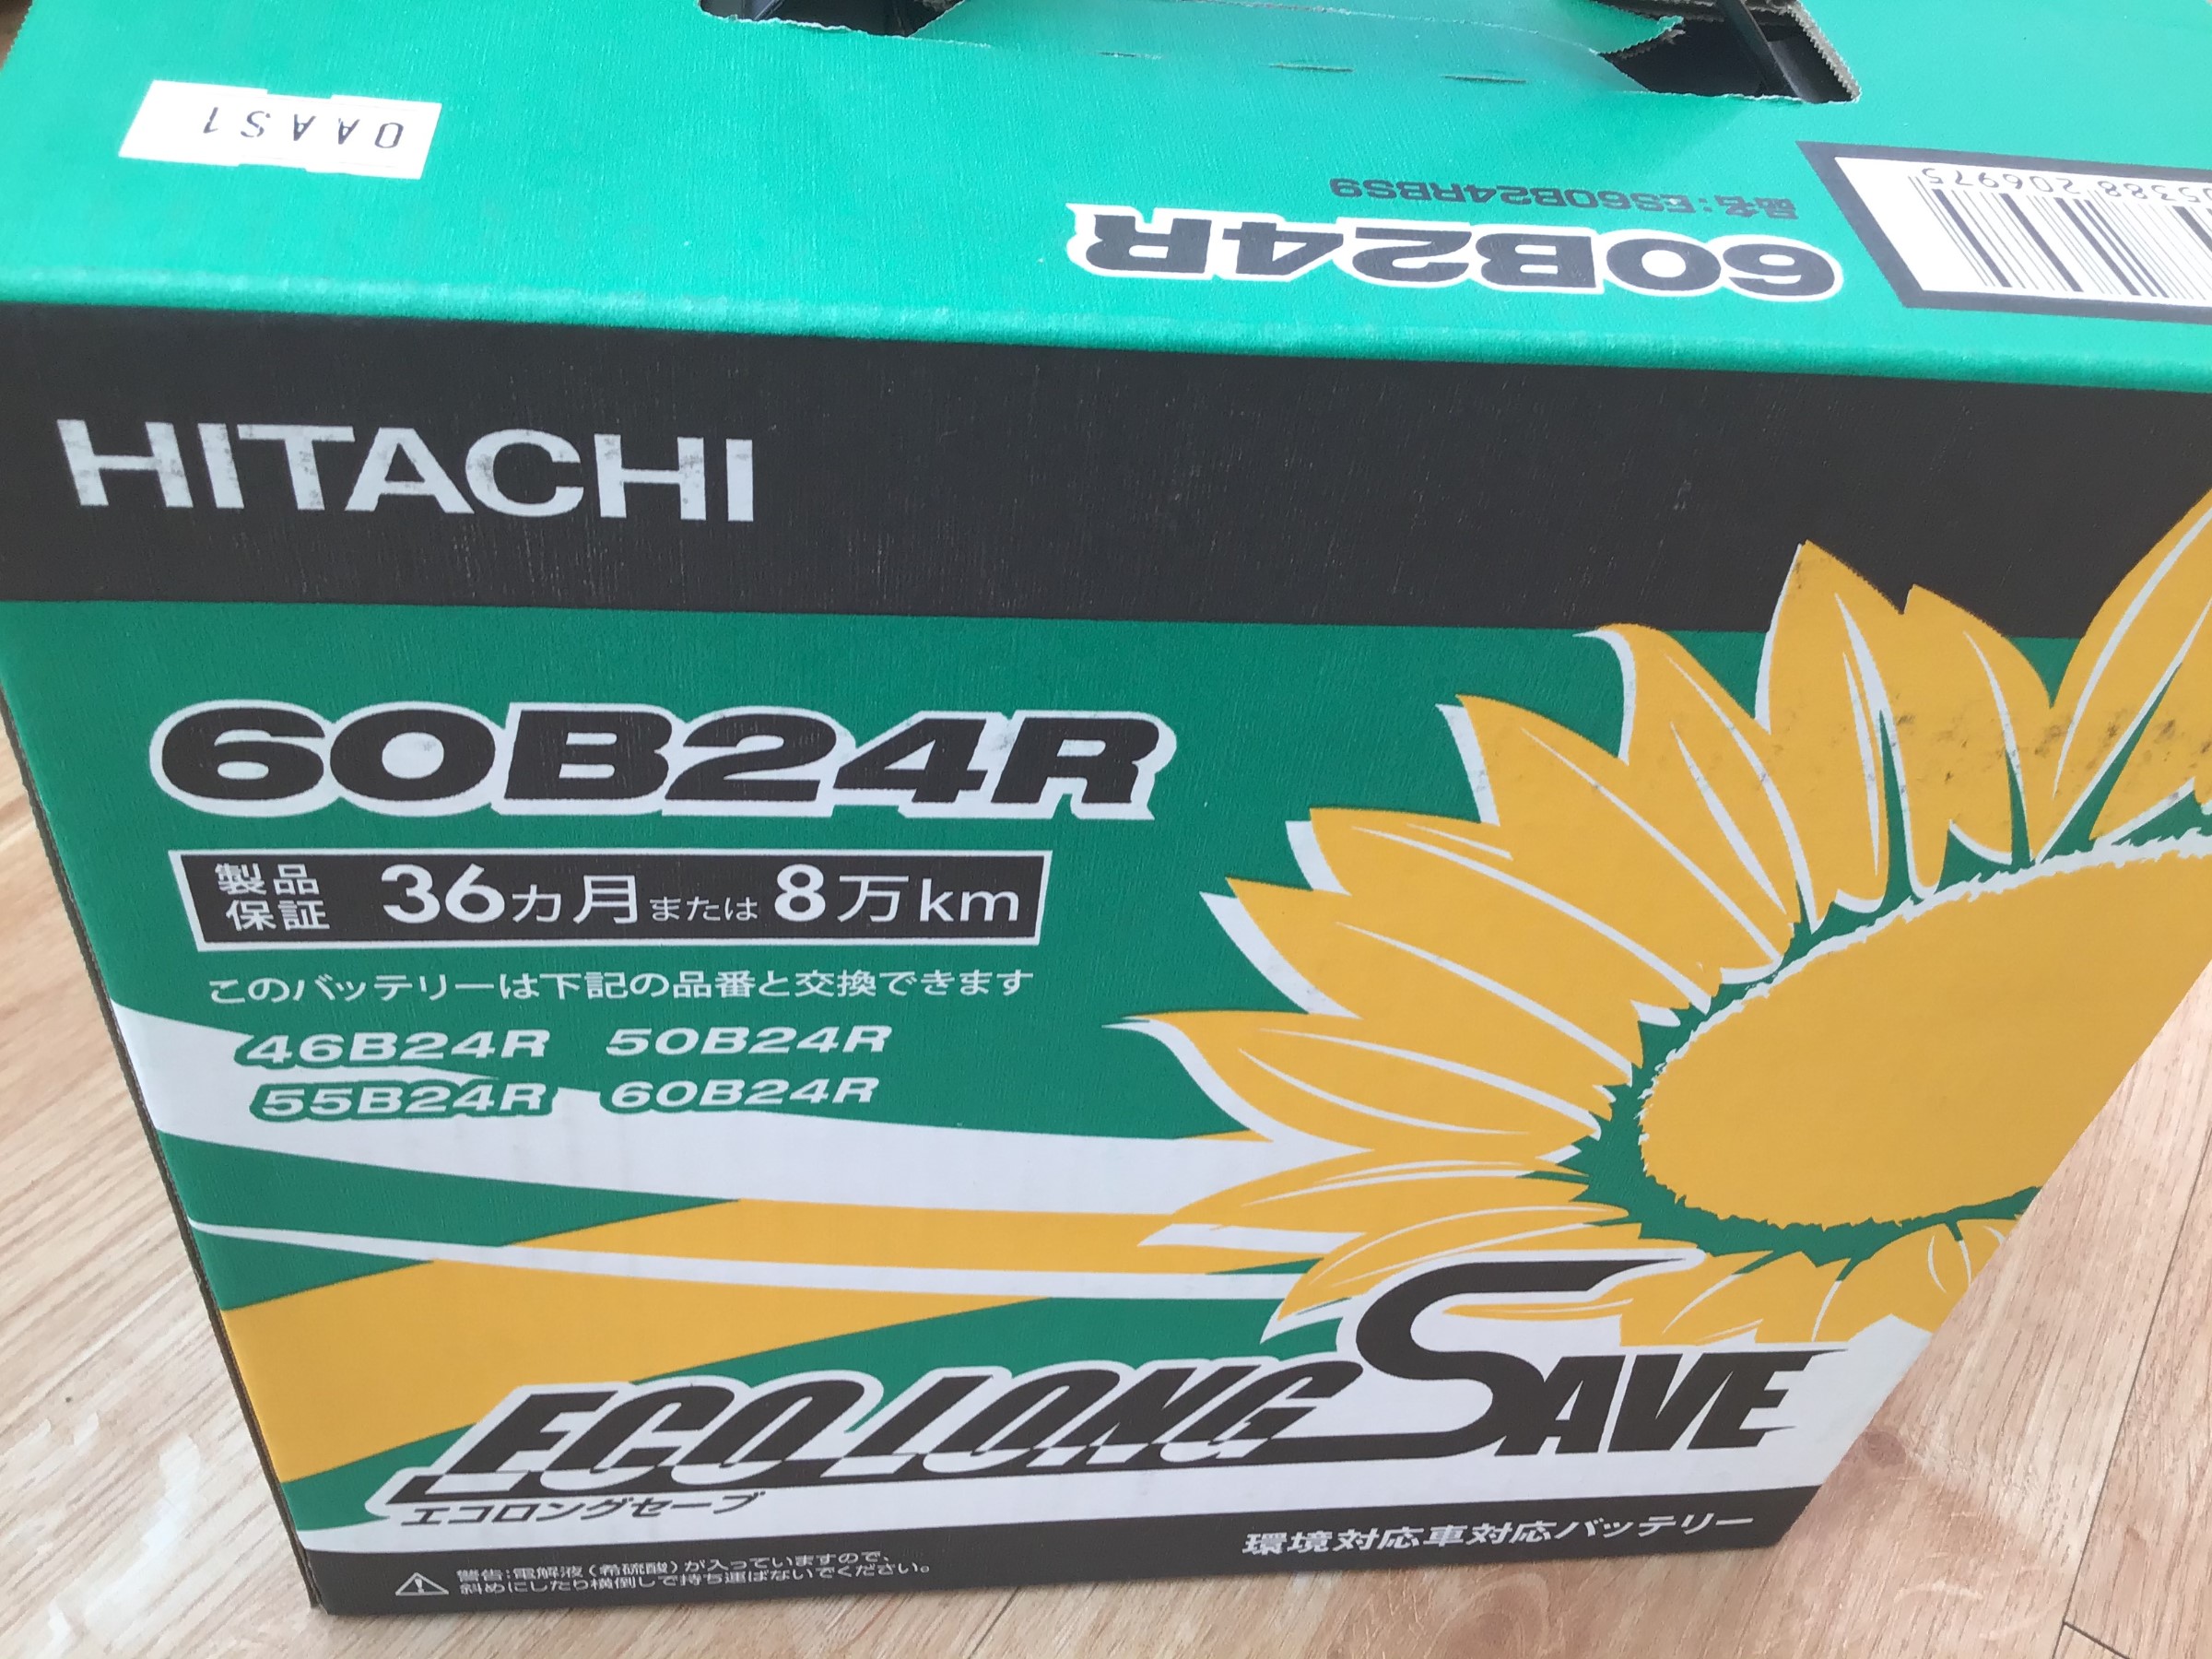 0AAS1
品名:ES60B24RBS9
60B24R
5388 206975
HITACHI
60B24R
製品保証 36カ月または8万km
このバッテリーは下記の品番と交換できます
46B24R 50B24R
55B24R 60B24R
ECO LONG SAVE
エコロングセーブ
環境対応車対応バッテリー
警告:電解液(希硫酸)が入っていますので、
斜めにしたり横倒しで持ち運ばないでください。